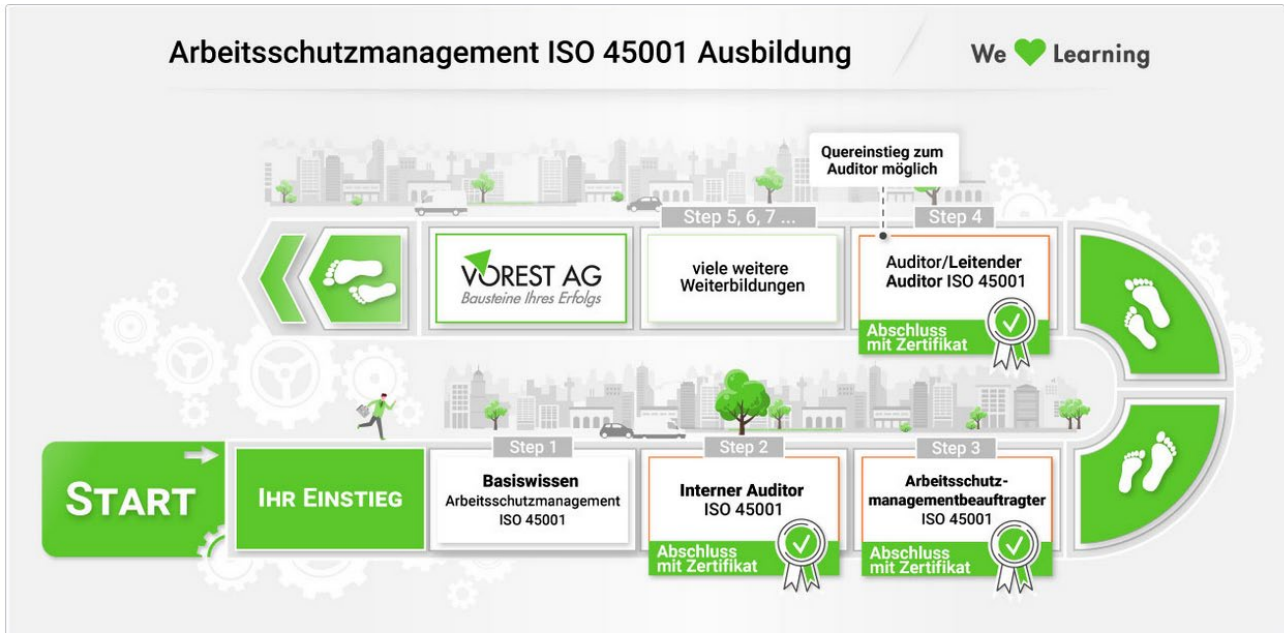 Arbeitsschutzmanagement ISO 45001 Ausbildung
We Learning
Quereinstieg zum
Auditor möglich
Step 5, 6, 7 ...
Step 4
VOREST AG
Bausteine Ihres Erfolgs
viele weitere
Weiterbildungen
Auditor/Leitender
Auditor ISO 45001
Abschluss
mit Zertifikat
Step 1
Step 2
Step 3
START
IHR EINSTIEG
Basiswissen
Arbeitsschutzmanagement
ISO 45001
Interner Auditor
ISO 45001
Abschluss
mit Zertifikat
Arbeitsschutz-
managementbeauftragter
ISO 45001
Abschluss
mit Zertifikat